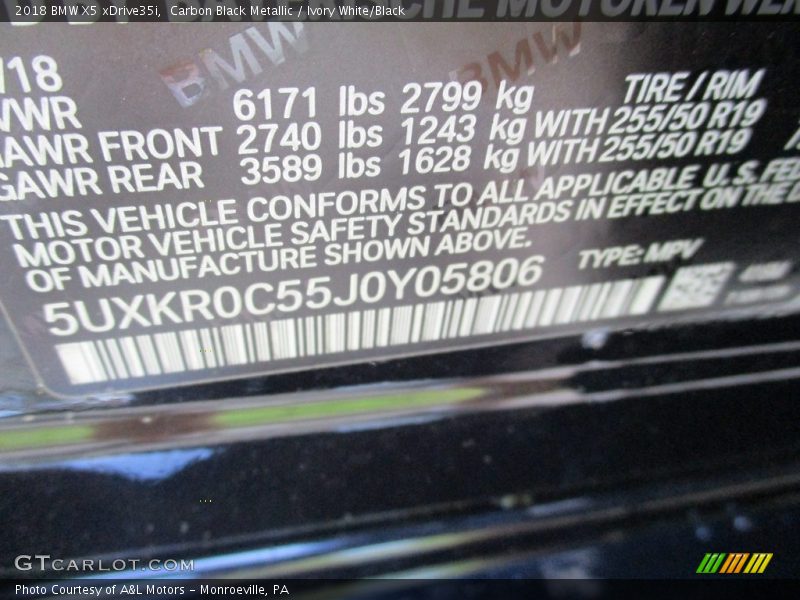 2018 BMW X5 xDrive35i, Carbon Black Metallic / Ivory White/Black
MOTOREN
BMW BMW
/18
6171 lbs 2799 kg TIRE / RIM
GAWR FRONT 2740 lbs 1243 kg WITH 255/50 R19
GAWR REAR 3589 lbs 1628 kg WITH 255/50 R19
THIS VEHICLE CONFORMS TO ALL APPLICABLE U.S. FED
MOTOR VEHICLE SAFETY STANDARDS IN EFFECT ON THE D
OF MANUFACTURE SHOWN ABOVE.
5UXKR0C55J0Y05806 TYPE: MPV
GTCARLOT.COM
Photo Courtesy of A&L Motors – Monroeville, PA